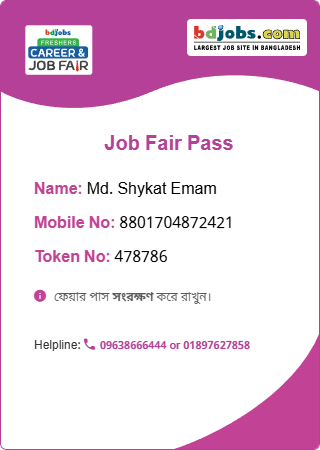 bdjobs
FRESHERS
CAREER &
JOB FAIR
bdjobs.com
LARGEST JOB SITE IN BANGLADESH
Job Fair Pass
Name: Md. Shykat Emam
Mobile No: 8801704872421
Token No: 478786
ফেয়ার পাস সংরক্ষণ করে রাখুন।
Helpline: 09638666444 or 01897627858